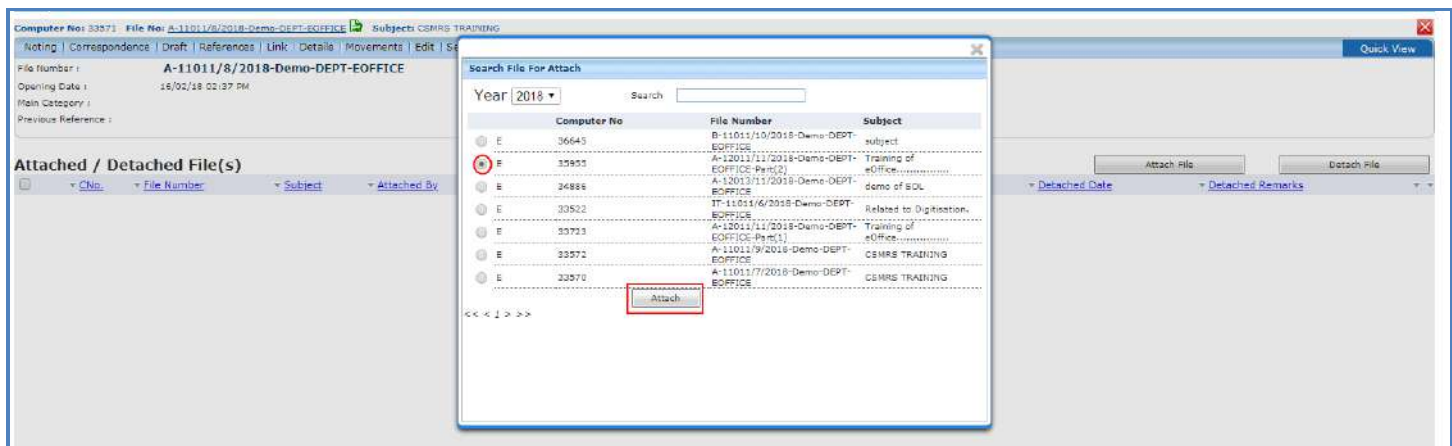 Computer No: 33571 File No: A-11011/8/2018-Demo-DEPT-EOFFICE Subject: CSMRS TRAINING
Noting | Correspondence | Draft | References | Link | Details | Movements | Edit | Se
Quick View
File Number : A-11011/8/2018-Demo-DEPT-EOFFICE
Opening Date : 16/02/18 02:37 PM
Main Category :
Previous Reference :
Attached / Detached File(s)
Attach File Detach File
CNo. File Number Subject Attached By Detached Date Detached Remarks
Search File For Attach
Year 2018 Search
Computer No File Number Subject
E 36645 B-11011/10/2018-Demo-DEPT-EOFFICE subject
E 35955 A-12011/11/2018-Demo-DEPT-EOFFICE-Part(2) Training of eOffice.................
E 34886 A-12013/11/2018-Demo-DEPT-EOFFICE demo of SOL
E 33522 IT-11011/6/2018-Demo-DEPT-EOFFICE Related to Digitisation.
E 33723 A-12011/11/2018-Demo-DEPT-EOFFICE-Part(1) Training of eOffice.................
E 33572 A-11011/9/2018-Demo-DEPT-EOFFICE CSMRS TRAINING
E 33570 A-11011/7/2018-Demo-DEPT-EOFFICE CSMRS TRAINING
Attach
<< < 1 > >>